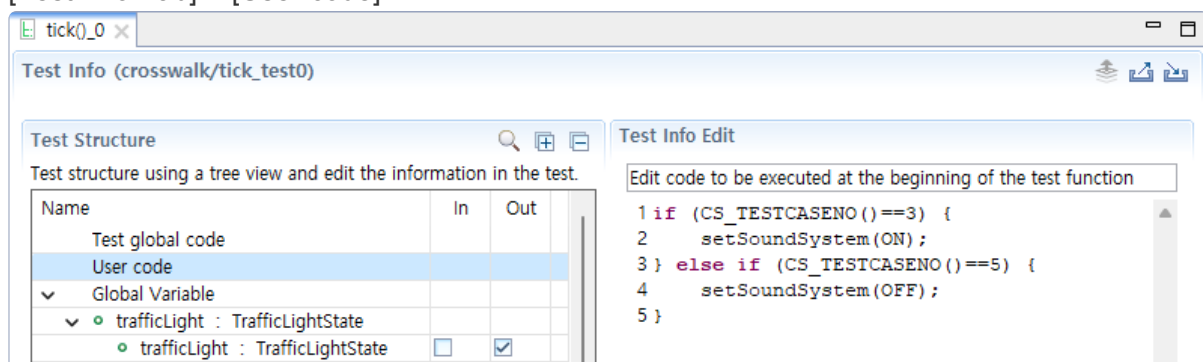 tick()_0
Test Info (crosswalk/tick_test0)
Test Structure
Test structure using a tree view and edit the information in the test.
Name In Out
Test global code
User code
Global Variable
trafficLight : TrafficLightState
trafficLight : TrafficLightState
Test Info Edit
Edit code to be executed at the beginning of the test function
1 if (CS_TESTCASENO()==3) {
2 setSoundSystem(ON);
3 } else if (CS_TESTCASENO()==5) {
4 setSoundSystem(OFF);
5 }